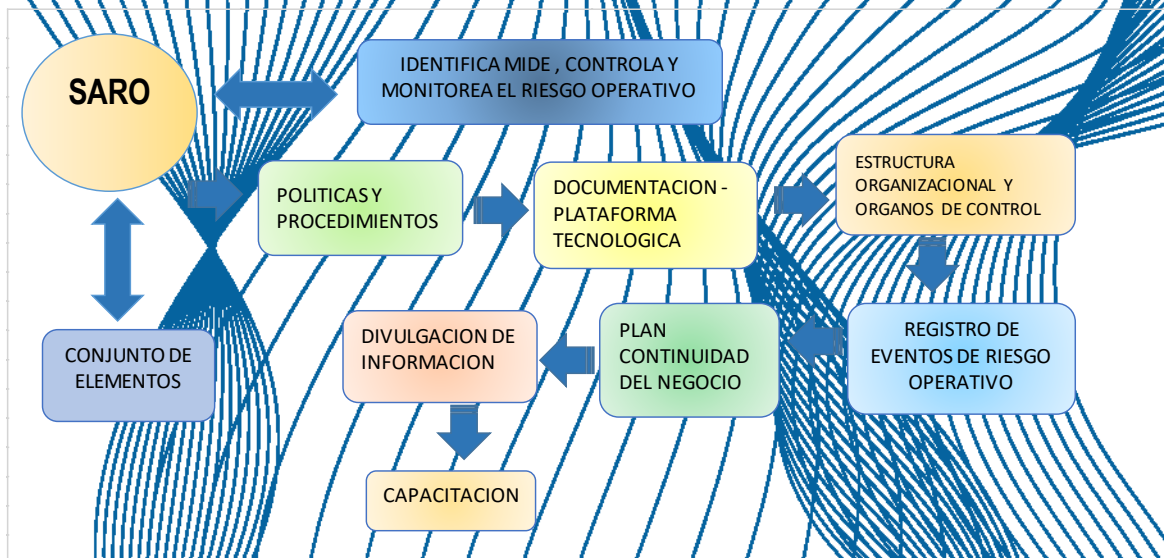 SARO
IDENTIFICA MIDE , CONTROLA Y
MONITOREA EL RIESGO OPERATIVO
POLITICAS Y
PROCEDIMIENTOS
DOCUMENTACION -
PLATAFORMA
TECNOLOGICA
ESTRUCTURA
ORGANIZACIONAL Y
ORGANOS DE CONTROL
REGISTRO DE
EVENTOS DE RIESGO
OPERATIVO
PLAN
CONTINUIDAD
DEL NEGOCIO
DIVULGACION DE
INFORMACION
CAPACITACION
CONJUNTO DE
ELEMENTOS